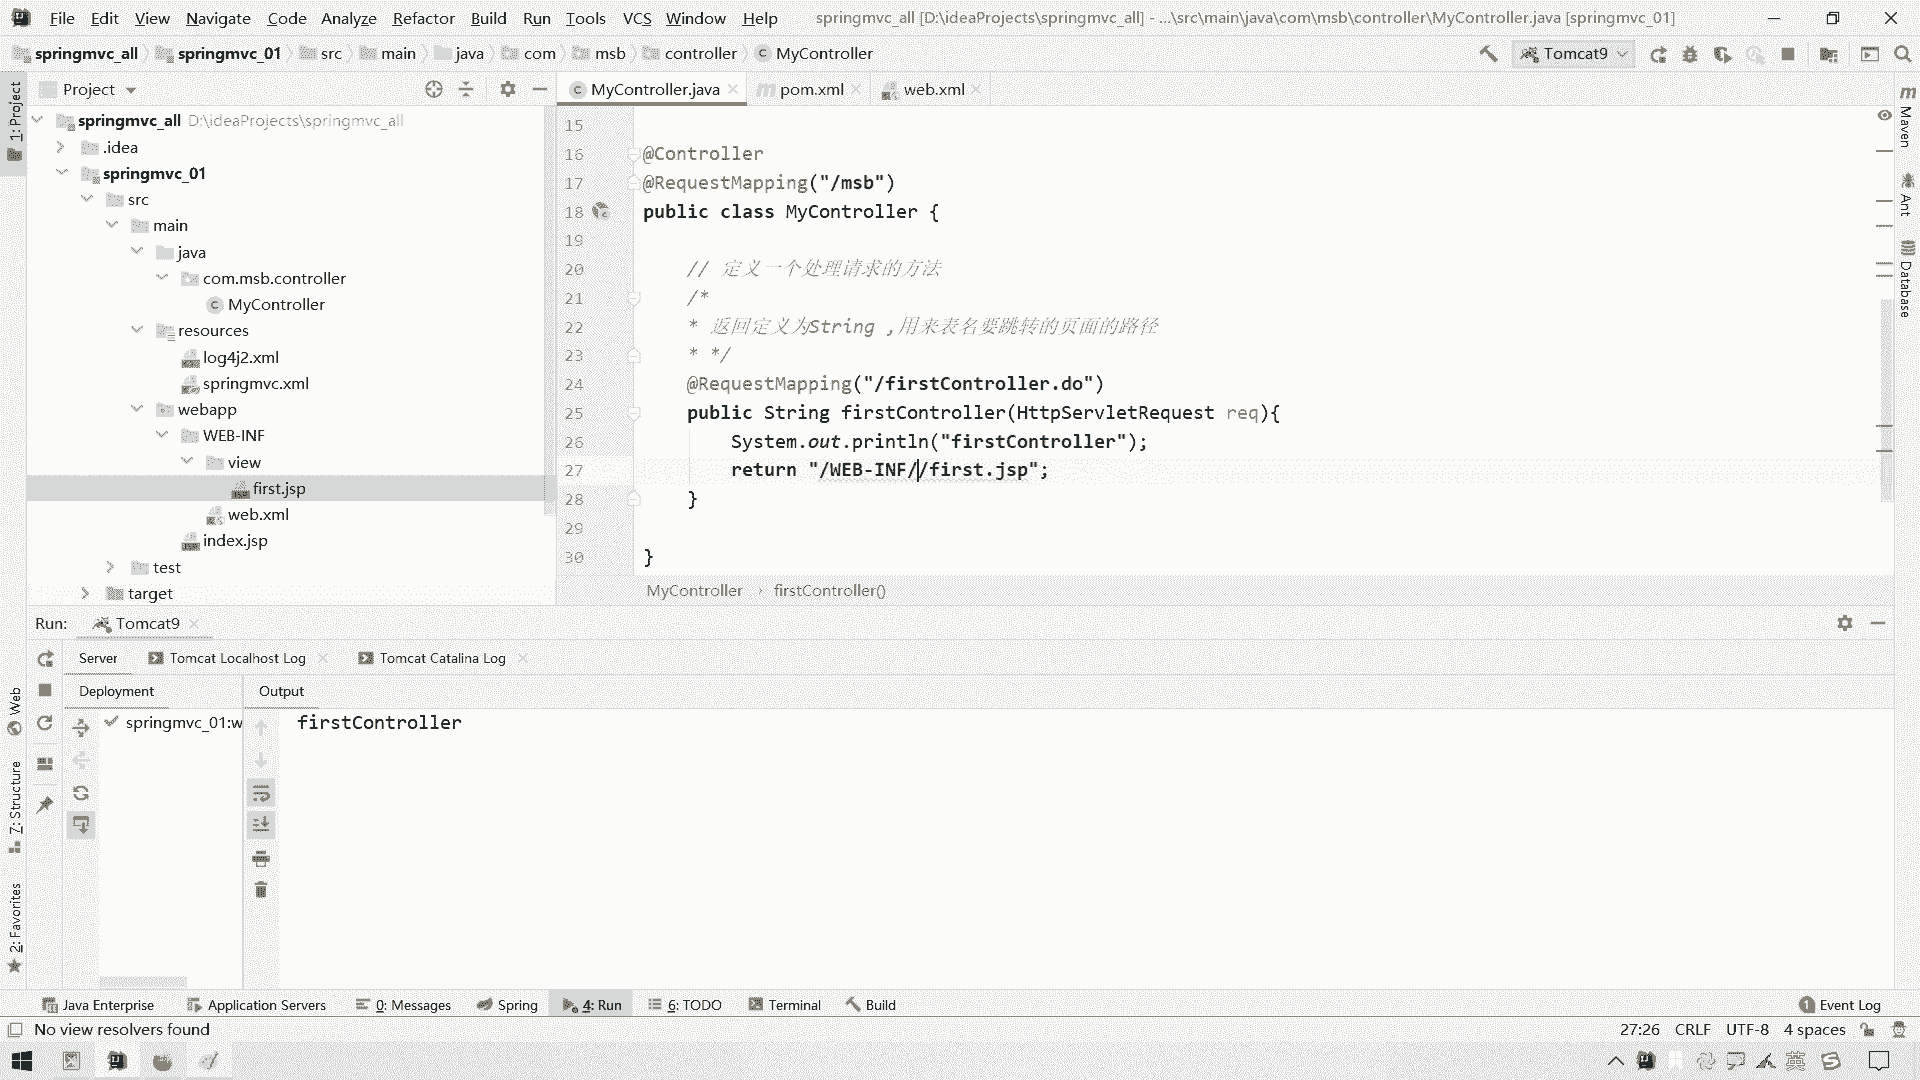 File Edit View Navigate Code Analyze Refactor Build Run Tools VCS Window Help springmvc_all [D:\ideaProjects\springmvc_all] - ...\src\main\java\com\msb\controller\MyController.java [springmvc_01]
springmvc_all springmvc_01 src main java com msb controller MyController Tomcat9
1: Project
Project
MyController.java pom.xml web.xml
springmvc_all D:\ideaProjects\springmvc_all
.idea
springmvc_01
src
main
java
com.msb.controller
MyController
resources
log4j2.xml
springmvc.xml
webapp
WEB-INF
view
first.jsp
web.xml
index.jsp
test
target
15
16 @Controller
17 @RequestMapping("/msb")
18 public class MyController {
19
20 // 定义一个处理请求的方法
21 /*
22 * 返回定义为String ,用来表名要跳转的页面的路径
23 * */
24 @RequestMapping("/firstController.do")
25 public String firstController(HttpServletRequest req){
26 System.out.println("firstController");
27 return "/WEB-INF//first.jsp";
28 }
29
30 }
MyController › firstController()
Maven
Ant
Database
Run: Tomcat9
Server Tomcat Localhost Log Tomcat Catalina Log
Deployment Output
springmvc_01:w firstController
Web
7: Structure
2: Favorites
Java Enterprise Application Servers 0: Messages Spring 4: Run 6: TODO Terminal Build 1 Event Log
No view resolvers found 27:26 CRLF UTF-8 4 spaces
英